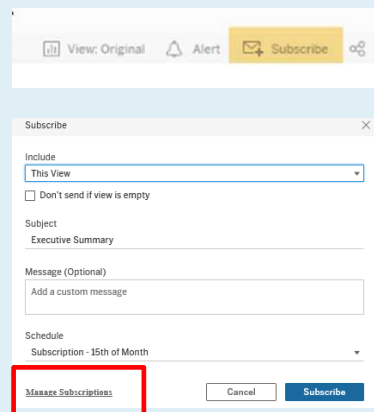 View: Original Alert Subscribe
Subscribe
Include
This View
Don't send if view is empty
Subject
Executive Summary
Message (Optional)
Add a custom message
Schedule
Subscription - 15th of Month
Manage Subscriptions Cancel Subscribe